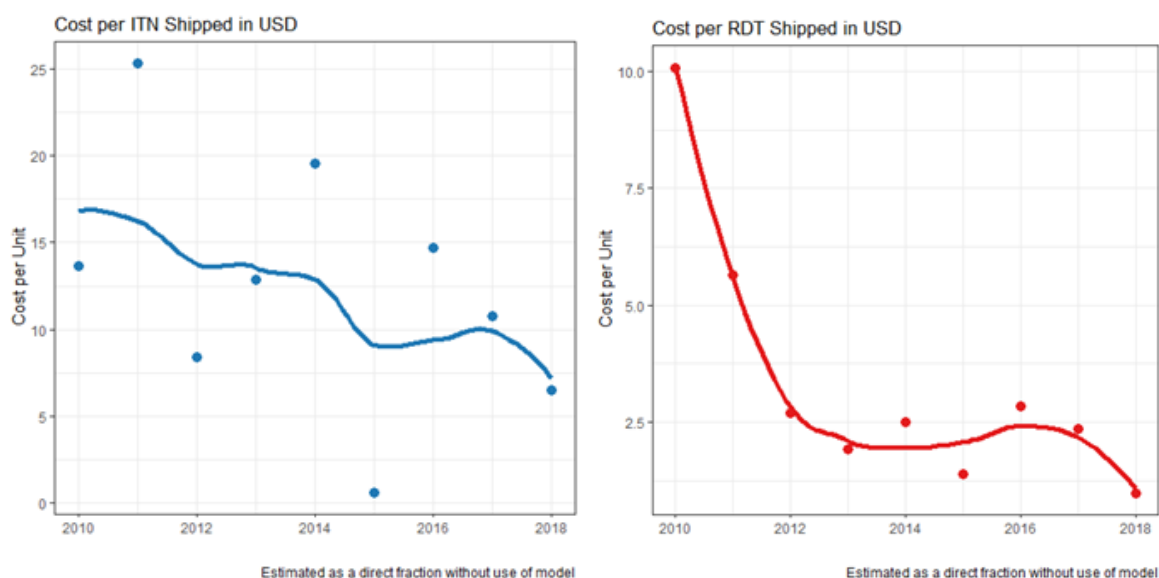 Cost per ITN Shipped in USD
Cost per Unit
25
20
15
10
5
0
2010 2012 2014 2016 2018
Estimated as a direct fraction without use of model
Cost per RDT Shipped in USD
Cost per Unit
10.0
7.5
5.0
2.5
2010 2012 2014 2016 2018
Estimated as a direct fraction without use of model